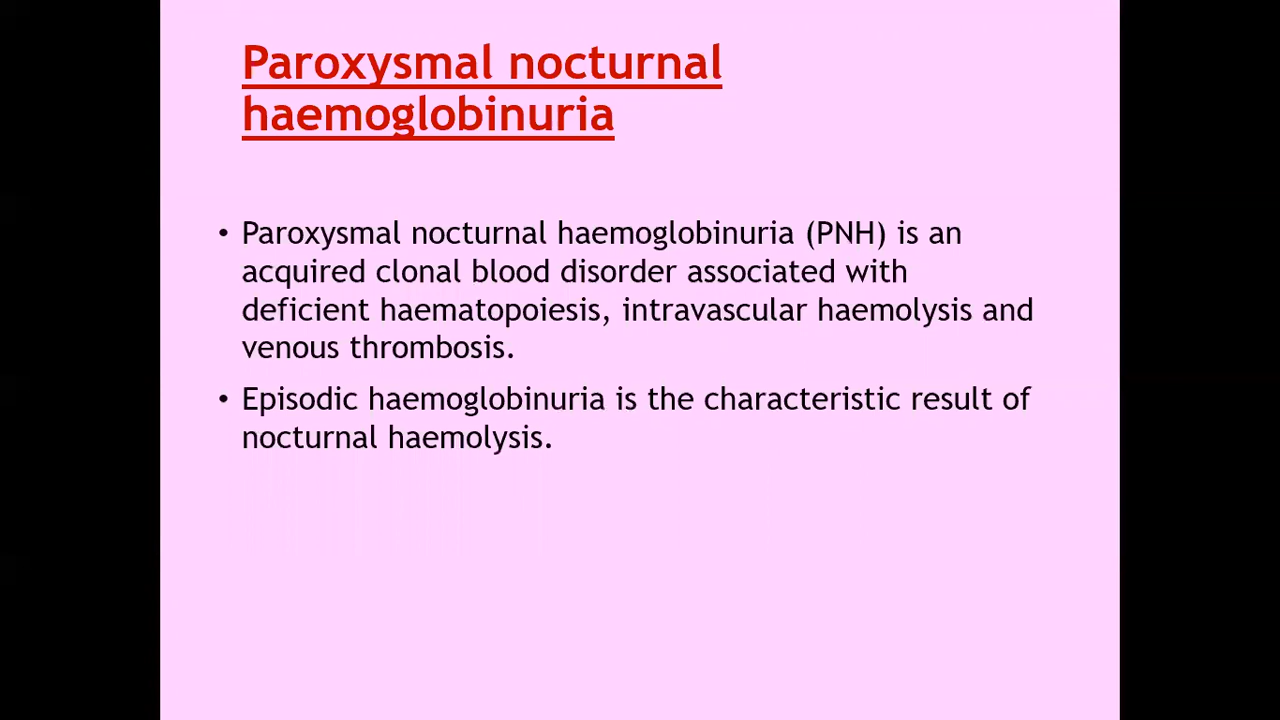 Paroxysmal nocturnal
haemoglobinuria
• Paroxysmal nocturnal haemoglobinuria (PNH) is an
acquired clonal blood disorder associated with
deficient haematopoiesis, intravascular haemolysis and
venous thrombosis.
• Episodic haemoglobinuria is the characteristic result of
nocturnal haemolysis.